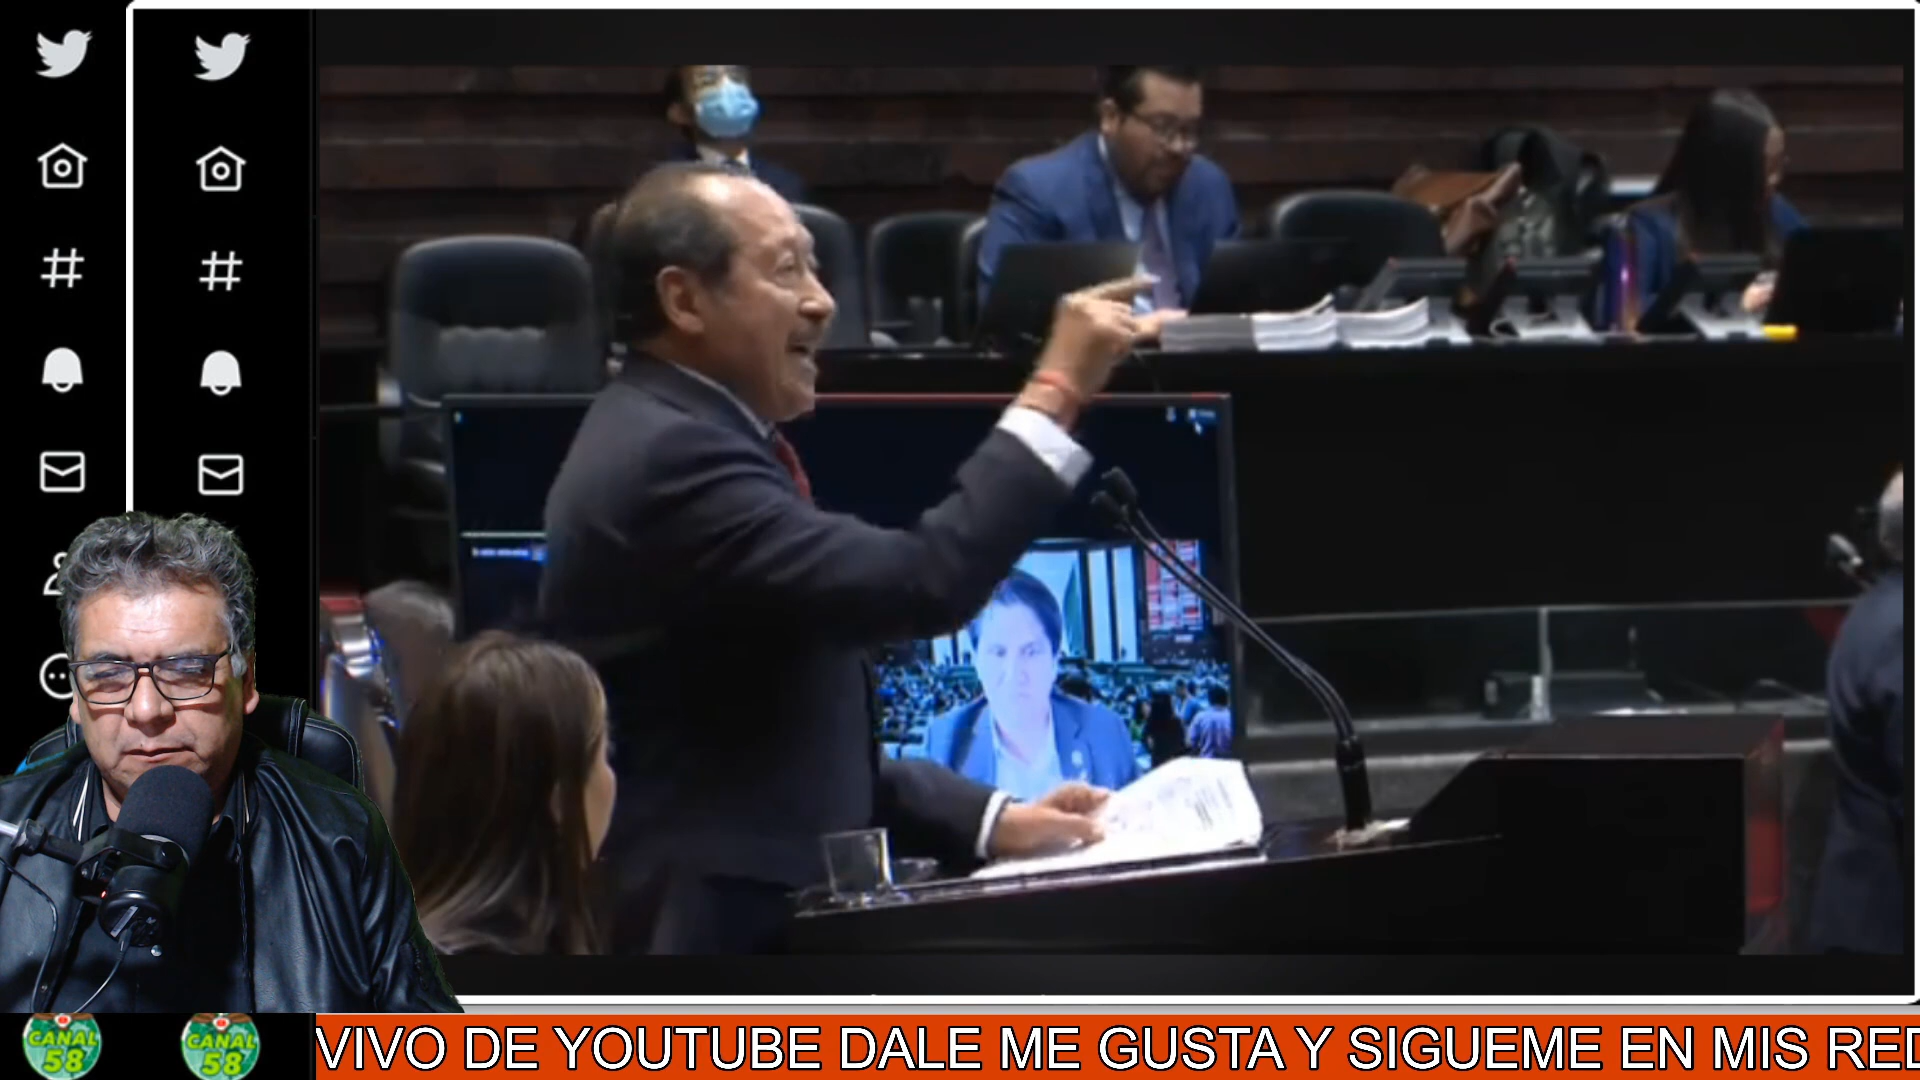 CANAL
58
CANAL
58
VIVO DE YOUTUBE DALE ME GUSTA Y SIGUEME EN MIS RED